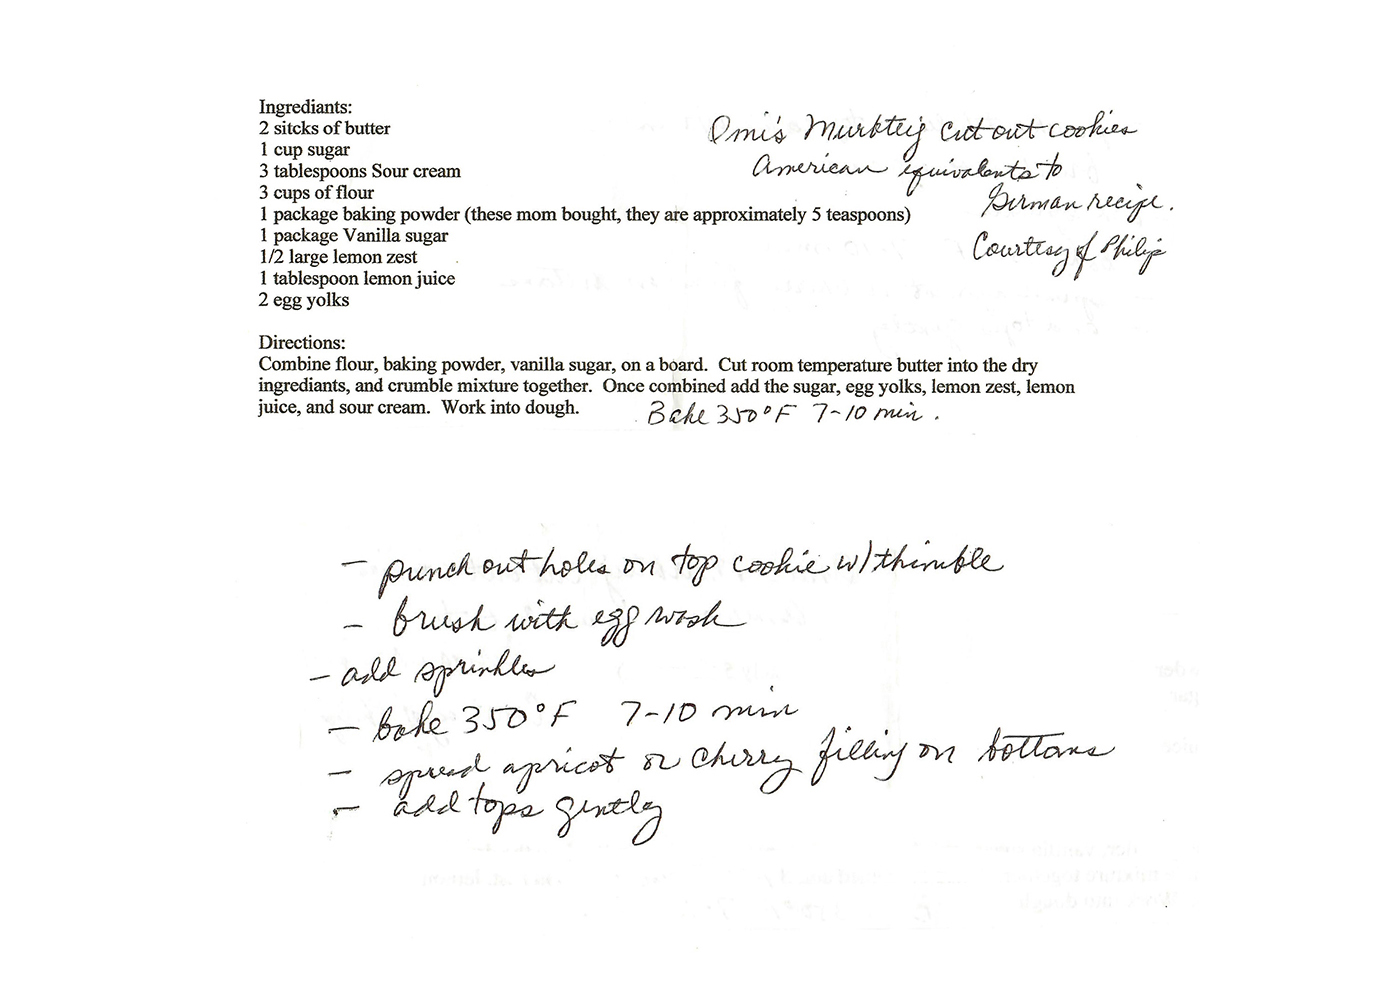 Ingrediants:
2 sitcks of butter
1 cup sugar
3 tablespoons Sour cream
3 cups of flour
1 package baking powder (these mom bought, they are approximately 5 teaspoons)
1 package Vanilla sugar
1/2 large lemon zest
1 tablespoon lemon juice
2 egg yolks
Omi's Murbteig cut out cookies
American equivalents to
German recipe.
Courtesy of Philip
Directions:
Combine flour, baking powder, vanilla sugar, on a board. Cut room temperature butter into the dry
ingrediants, and crumble mixture together. Once combined add the sugar, egg yolks, lemon zest, lemon
juice, and sour cream. Work into dough. Bake 350°F 7-10 min.
- punch out holes on top cookie w/thimble
- brush with egg wash
- add sprinkles
- bake 350°F 7-10 min
- spread apricot or cherry filling on bottoms
- add tops gently